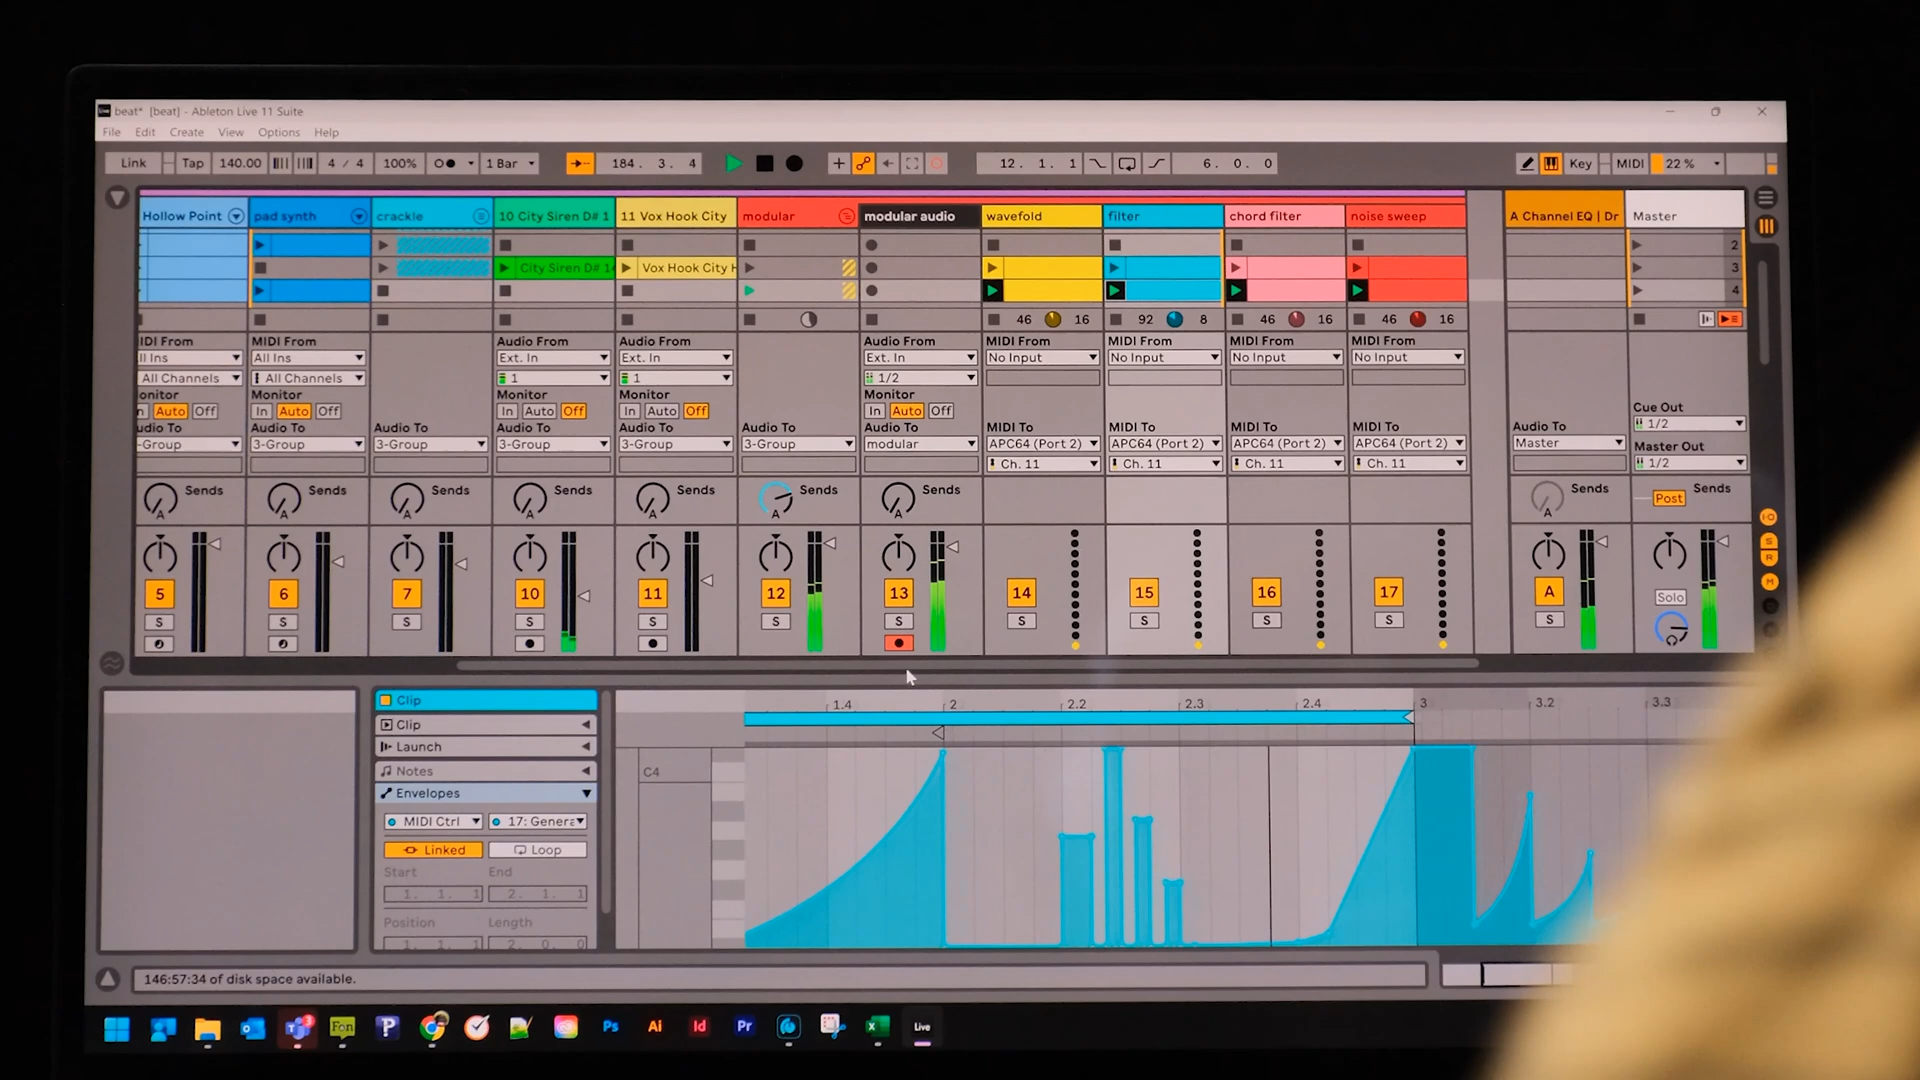 beat* [beat] - Ableton Live 11 Suite
File Edit Create View Options Help
Link Tap 140.00 4 / 4 100% 1 Bar 184. 3. 4 12. 1. 1 6. 0. 0 Key MIDI 22 %
Hollow Point pad synth crackle 10 City Siren D# 1 11 Vox Hook City modular modular audio wavefold filter chord filter noise sweep A Channel EQ | Dr Master
2
City Siren D# 14 Vox Hook City H 3
4
46 16 92 8 46 16 46 16
IDI From MIDI From Audio From Audio From Audio From MIDI From MIDI From MIDI From MIDI From
ll Ins All Ins Ext. In Ext. In Ext. In No Input No Input No Input No Input
All Channels All Channels 1 1 1/2
onitor Monitor Monitor Monitor Monitor Cue Out
n Auto Off In Auto Off In Auto Off In Auto Off In Auto Off 1/2
udio To Audio To Audio To Audio To Audio To Audio To Audio To MIDI To MIDI To MIDI To MIDI To Audio To Master Out
-Group 3-Group 3-Group 3-Group 3-Group 3-Group modular APC64 (Port 2) APC64 (Port 2) APC64 (Port 2) APC64 (Port 2) Master
Ch. 11 Ch. 11 Ch. 11 Ch. 11 1/2
Sends Sends Sends Sends Sends Sends Sends Sends Post Sends
A A A A A A A A
5 6 7 10 11 12 13 14 15 16 17 A Solo
S S S S S S S S S S S S
I·O
S
R
M
Clip
Clip
Launch
Notes
Envelopes
MIDI Ctrl 17: Genera
Linked Loop
Start End
1. 1. 1 2. 1. 1
Position Length
1. 1. 1 2. 0. 0
1.4 2 2.2 2.3 2.4 3 3.2 3.3
C4
146:57:34 of disk space available.
3 Fon P Ps Ai Id Pr Live